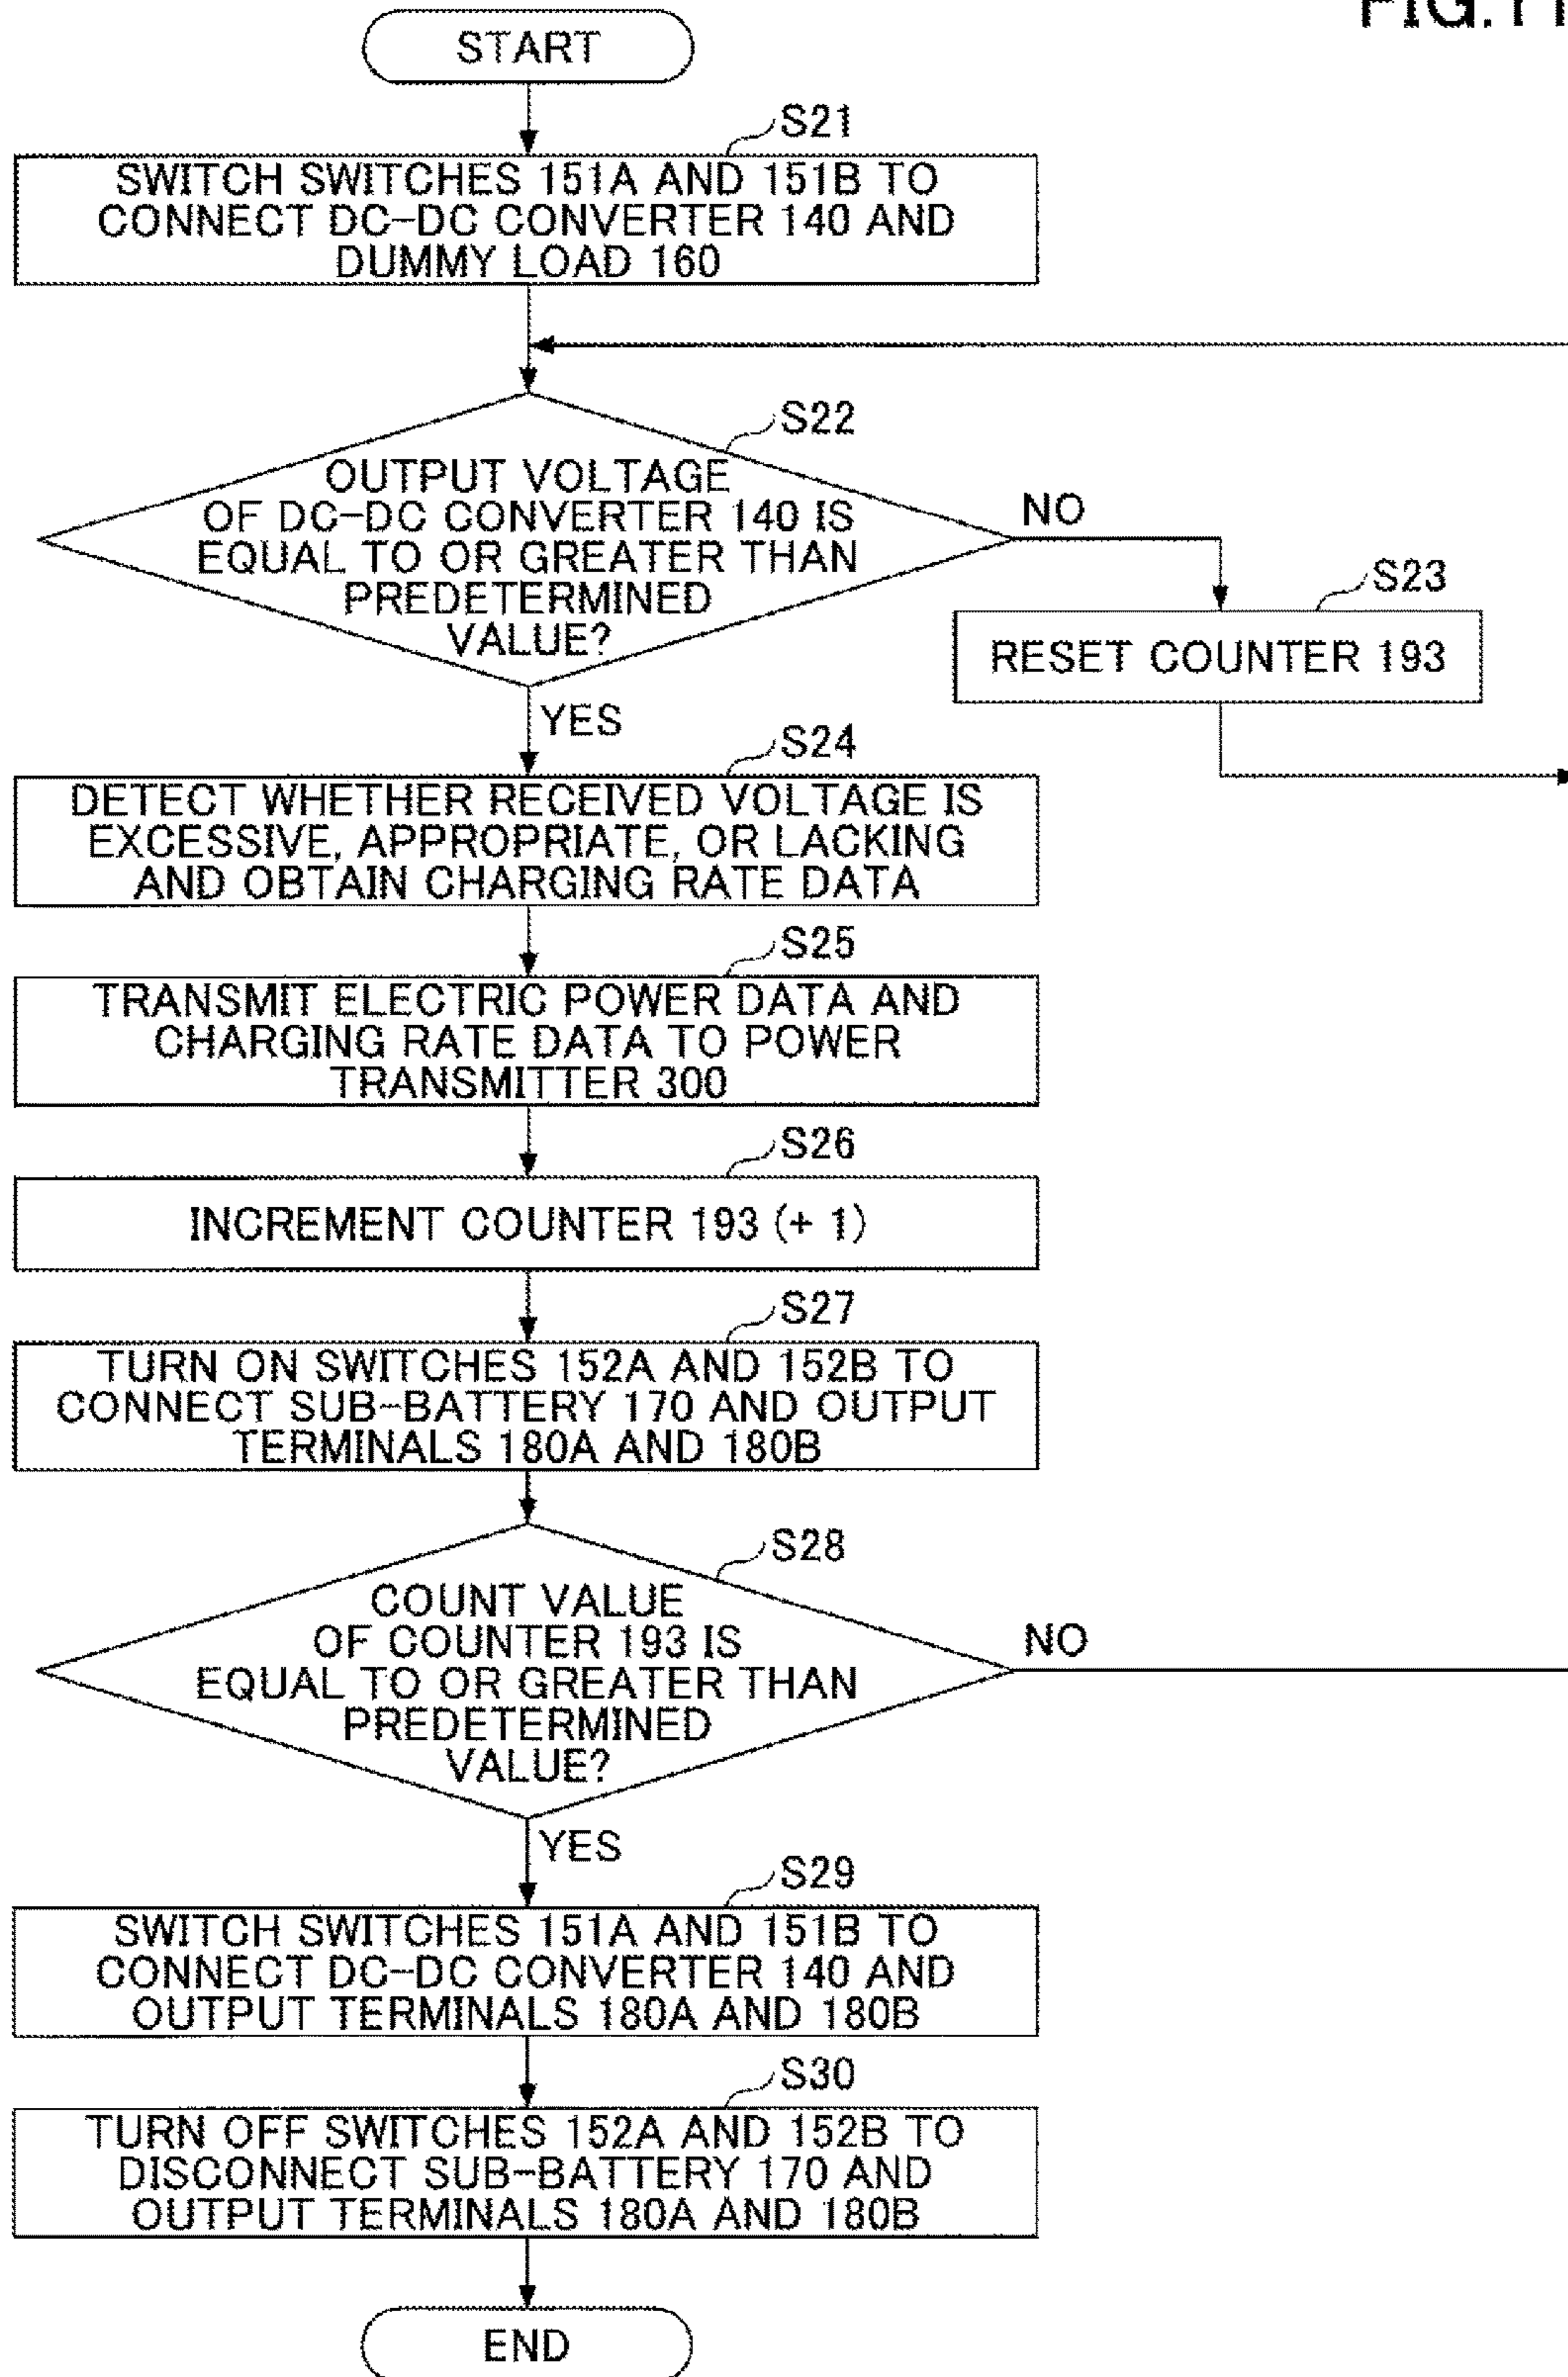 FIG.11
START
S21
SWITCH SWITCHES 151A AND 151B TO
CONNECT DC-DC CONVERTER 140 AND
DUMMY LOAD 160
S22
OUTPUT VOLTAGE
OF DC-DC CONVERTER 140 IS
EQUAL TO OR GREATER THAN
PREDETERMINED
VALUE?
NO
S23
RESET COUNTER 193
YES
S24
DETECT WHETHER RECEIVED VOLTAGE IS
EXCESSIVE, APPROPRIATE, OR LACKING
AND OBTAIN CHARGING RATE DATA
S25
TRANSMIT ELECTRIC POWER DATA AND
CHARGING RATE DATA TO POWER
TRANSMITTER 300
S26
INCREMENT COUNTER 193 (+ 1)
S27
TURN ON SWITCHES 152A AND 152B TO
CONNECT SUB-BATTERY 170 AND OUTPUT
TERMINALS 180A AND 180B
S28
COUNT VALUE
OF COUNTER 193 IS
EQUAL TO OR GREATER THAN
PREDETERMINED
VALUE?
NO
YES
S29
SWITCH SWITCHES 151A AND 151B TO
CONNECT DC-DC CONVERTER 140 AND
OUTPUT TERMINALS 180A AND 180B
S30
TURN OFF SWITCHES 152A AND 152B TO
DISCONNECT SUB-BATTERY 170 AND
OUTPUT TERMINALS 180A AND 180B
END